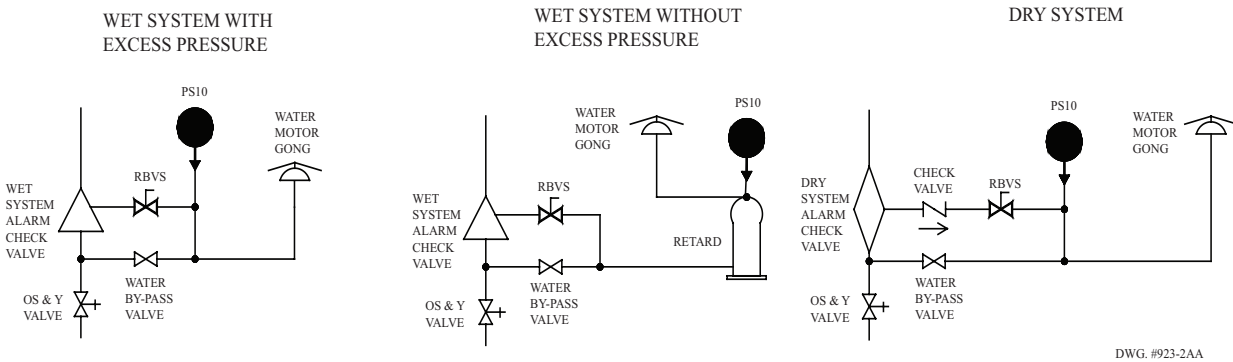 WET SYSTEM WITH
EXCESS PRESSURE
PS10
WATER
MOTOR
GONG
RBVS
WET
SYSTEM
ALARM
CHECK
VALVE
WATER
BY-PASS
VALVE
OS & Y
VALVE
WET SYSTEM WITHOUT
EXCESS PRESSURE
WATER
MOTOR
GONG
PS10
RBVS
WET
SYSTEM
ALARM
CHECK
VALVE
RETARD
WATER
BY-PASS
VALVE
OS & Y
VALVE
DRY SYSTEM
PS10
WATER
MOTOR
GONG
CHECK
VALVE
RBVS
DRY
SYSTEM
ALARM
CHECK
VALVE
WATER
BY-PASS
VALVE
OS & Y
VALVE
DWG. #923-2AA